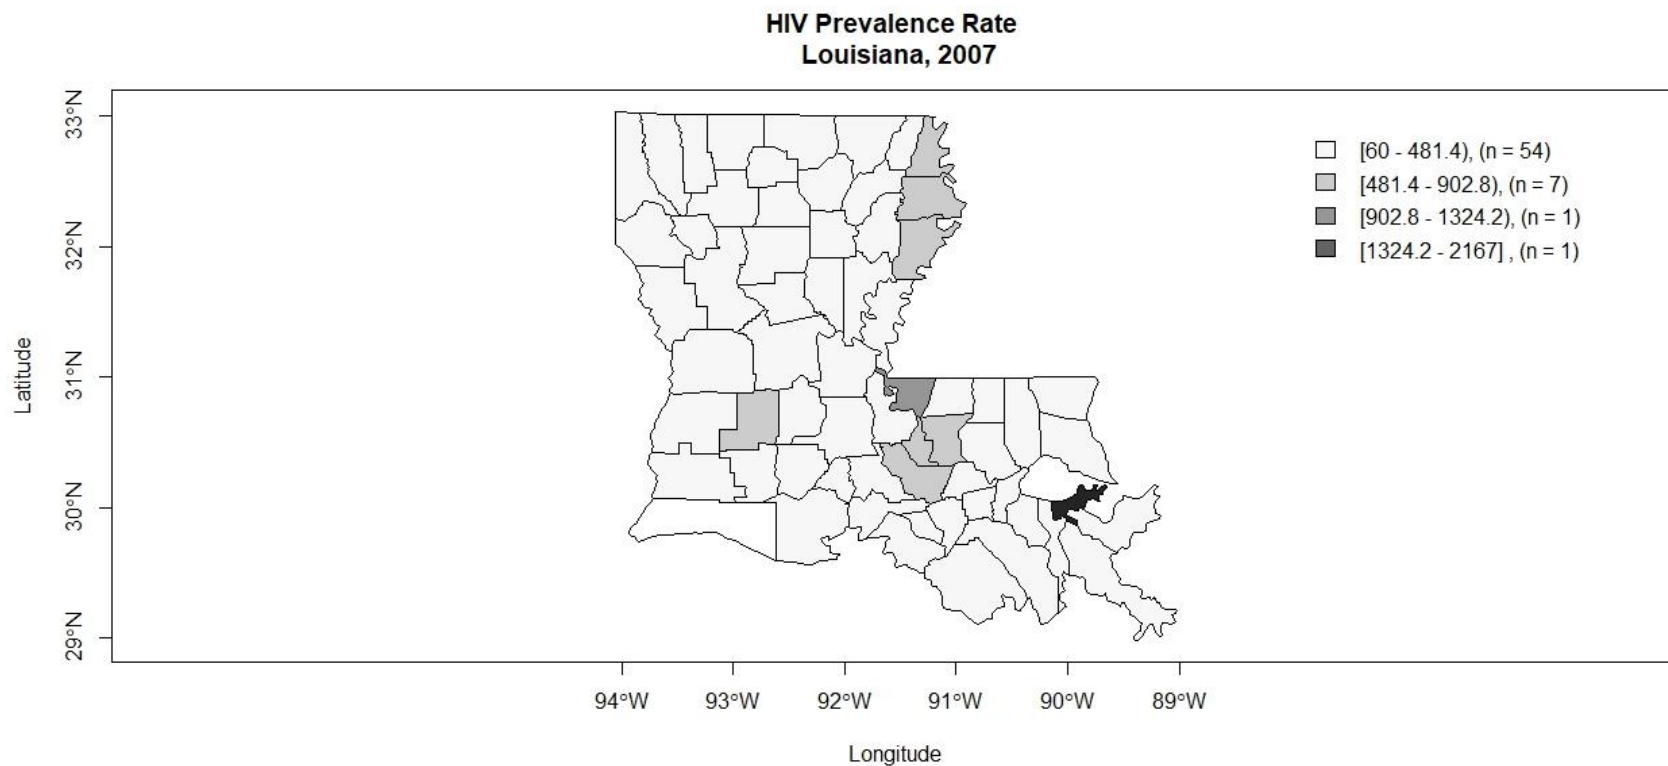 HIV Prevalence Rate
Louisiana, 2007
33°N
32°N
31°N
30°N
29°N
Latitude
[60 - 481.4), (n = 54)
[481.4 - 902.8), (n = 7)
[902.8 - 1324.2), (n = 1)
[1324.2 - 2167] , (n = 1)
94°W 93°W 92°W 91°W 90°W 89°W
Longitude